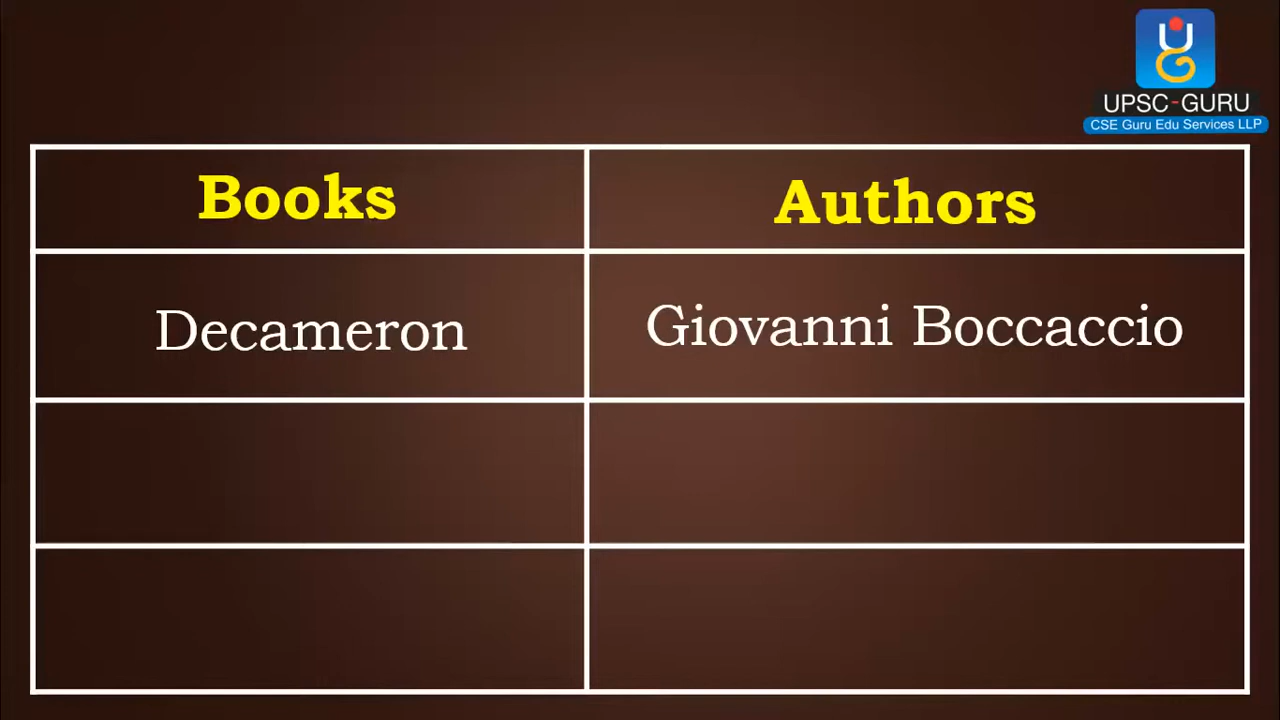 UPSC-GURU
CSE Guru Edu Services LLP
Books
Authors
Decameron
Giovanni Boccaccio